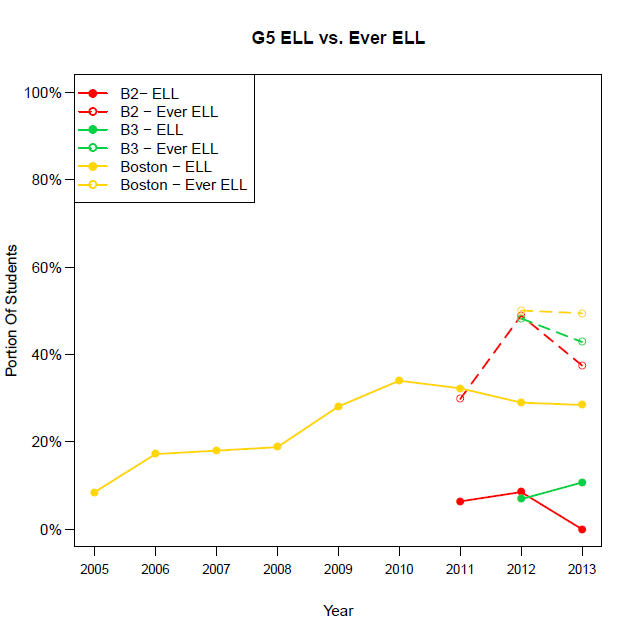 G5 ELL vs. Ever ELL
B2− ELL
B2 − Ever ELL
B3 − ELL
B3 − Ever ELL
Boston − ELL
Boston − Ever ELL
100%
80%
60%
40%
20%
0%
Portion Of Students
2005 2006 2007 2008 2009 2010 2011 2012 2013
Year